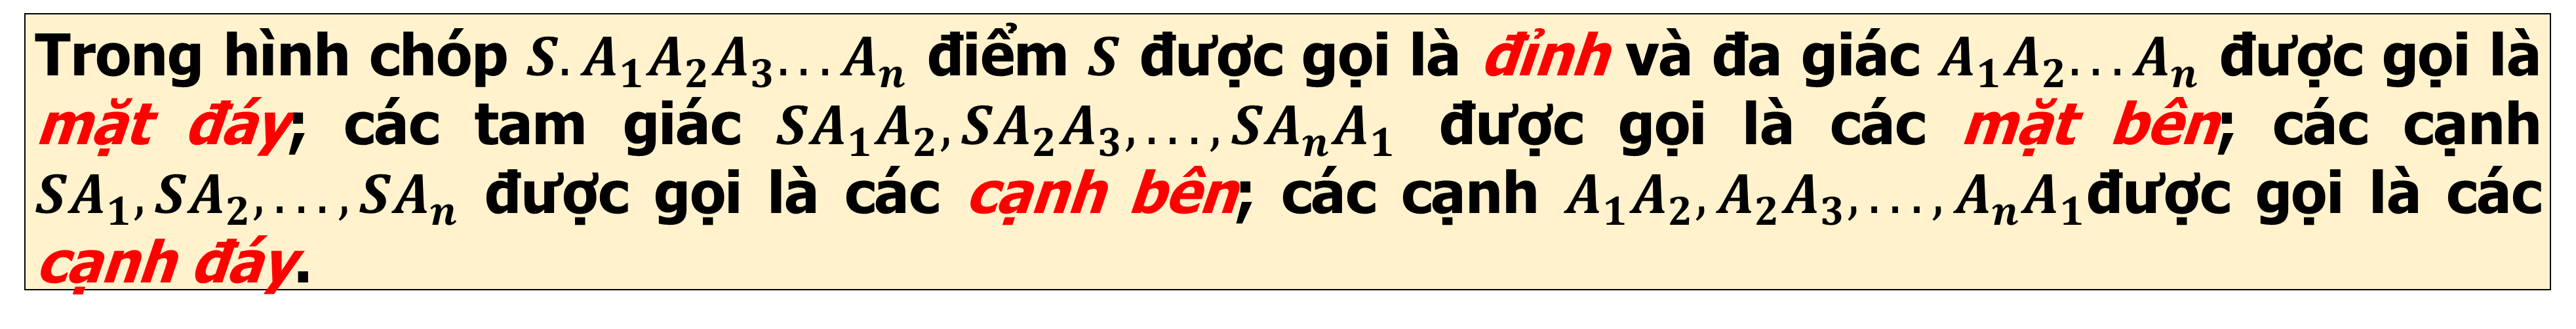 Trong hình chóp S.A₁A₂A₃…Aₙ điểm S được gọi là đỉnh và đa giác A₁A₂…Aₙ được gọi là
mặt đáy; các tam giác SA₁A₂, SA₂A₃, …, SAₙA₁ được gọi là các mặt bên; các cạnh
SA₁, SA₂, …, SAₙ được gọi là các cạnh bên; các cạnh A₁A₂, A₂A₃, …, AₙA₁được gọi là các
cạnh đáy.